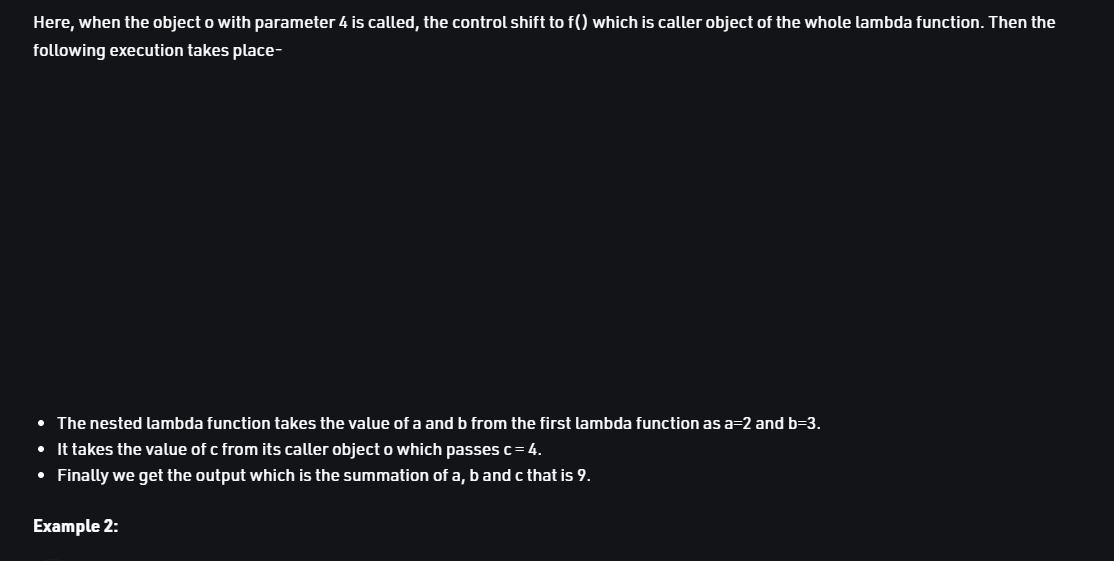 Here, when the object o with parameter 4 is called, the control shift to f() which is caller object of the whole lambda function. Then the
following execution takes place-
• The nested lambda function takes the value of a and b from the first lambda function as a=2 and b=3.
• It takes the value of c from its caller object o which passes c = 4.
• Finally we get the output which is the summation of a, b and c that is 9.
Example 2: